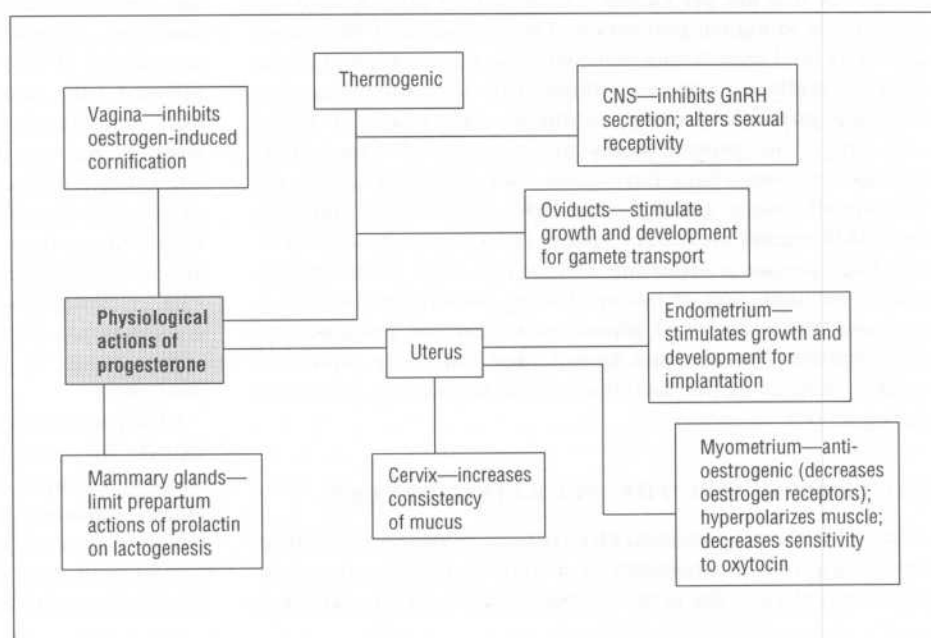 Thermogenic
Vagina—inhibits
oestrogen-induced
cornification
CNS—inhibits GnRH
secretion; alters sexual
receptivity
Oviducts—stimulate
growth and development
for gamete transport
Physiological
actions of
progesterone
Uterus
Endometrium—
stimulates growth and
development for
implantation
Mammary glands—
limit prepartum
actions of prolactin
on lactogenesis
Cervix—increases
consistency
of mucus
Myometrium—anti-
oestrogenic (decreases
oestrogen receptors);
hyperpolarizes muscle;
decreases sensitivity
to oxytocin